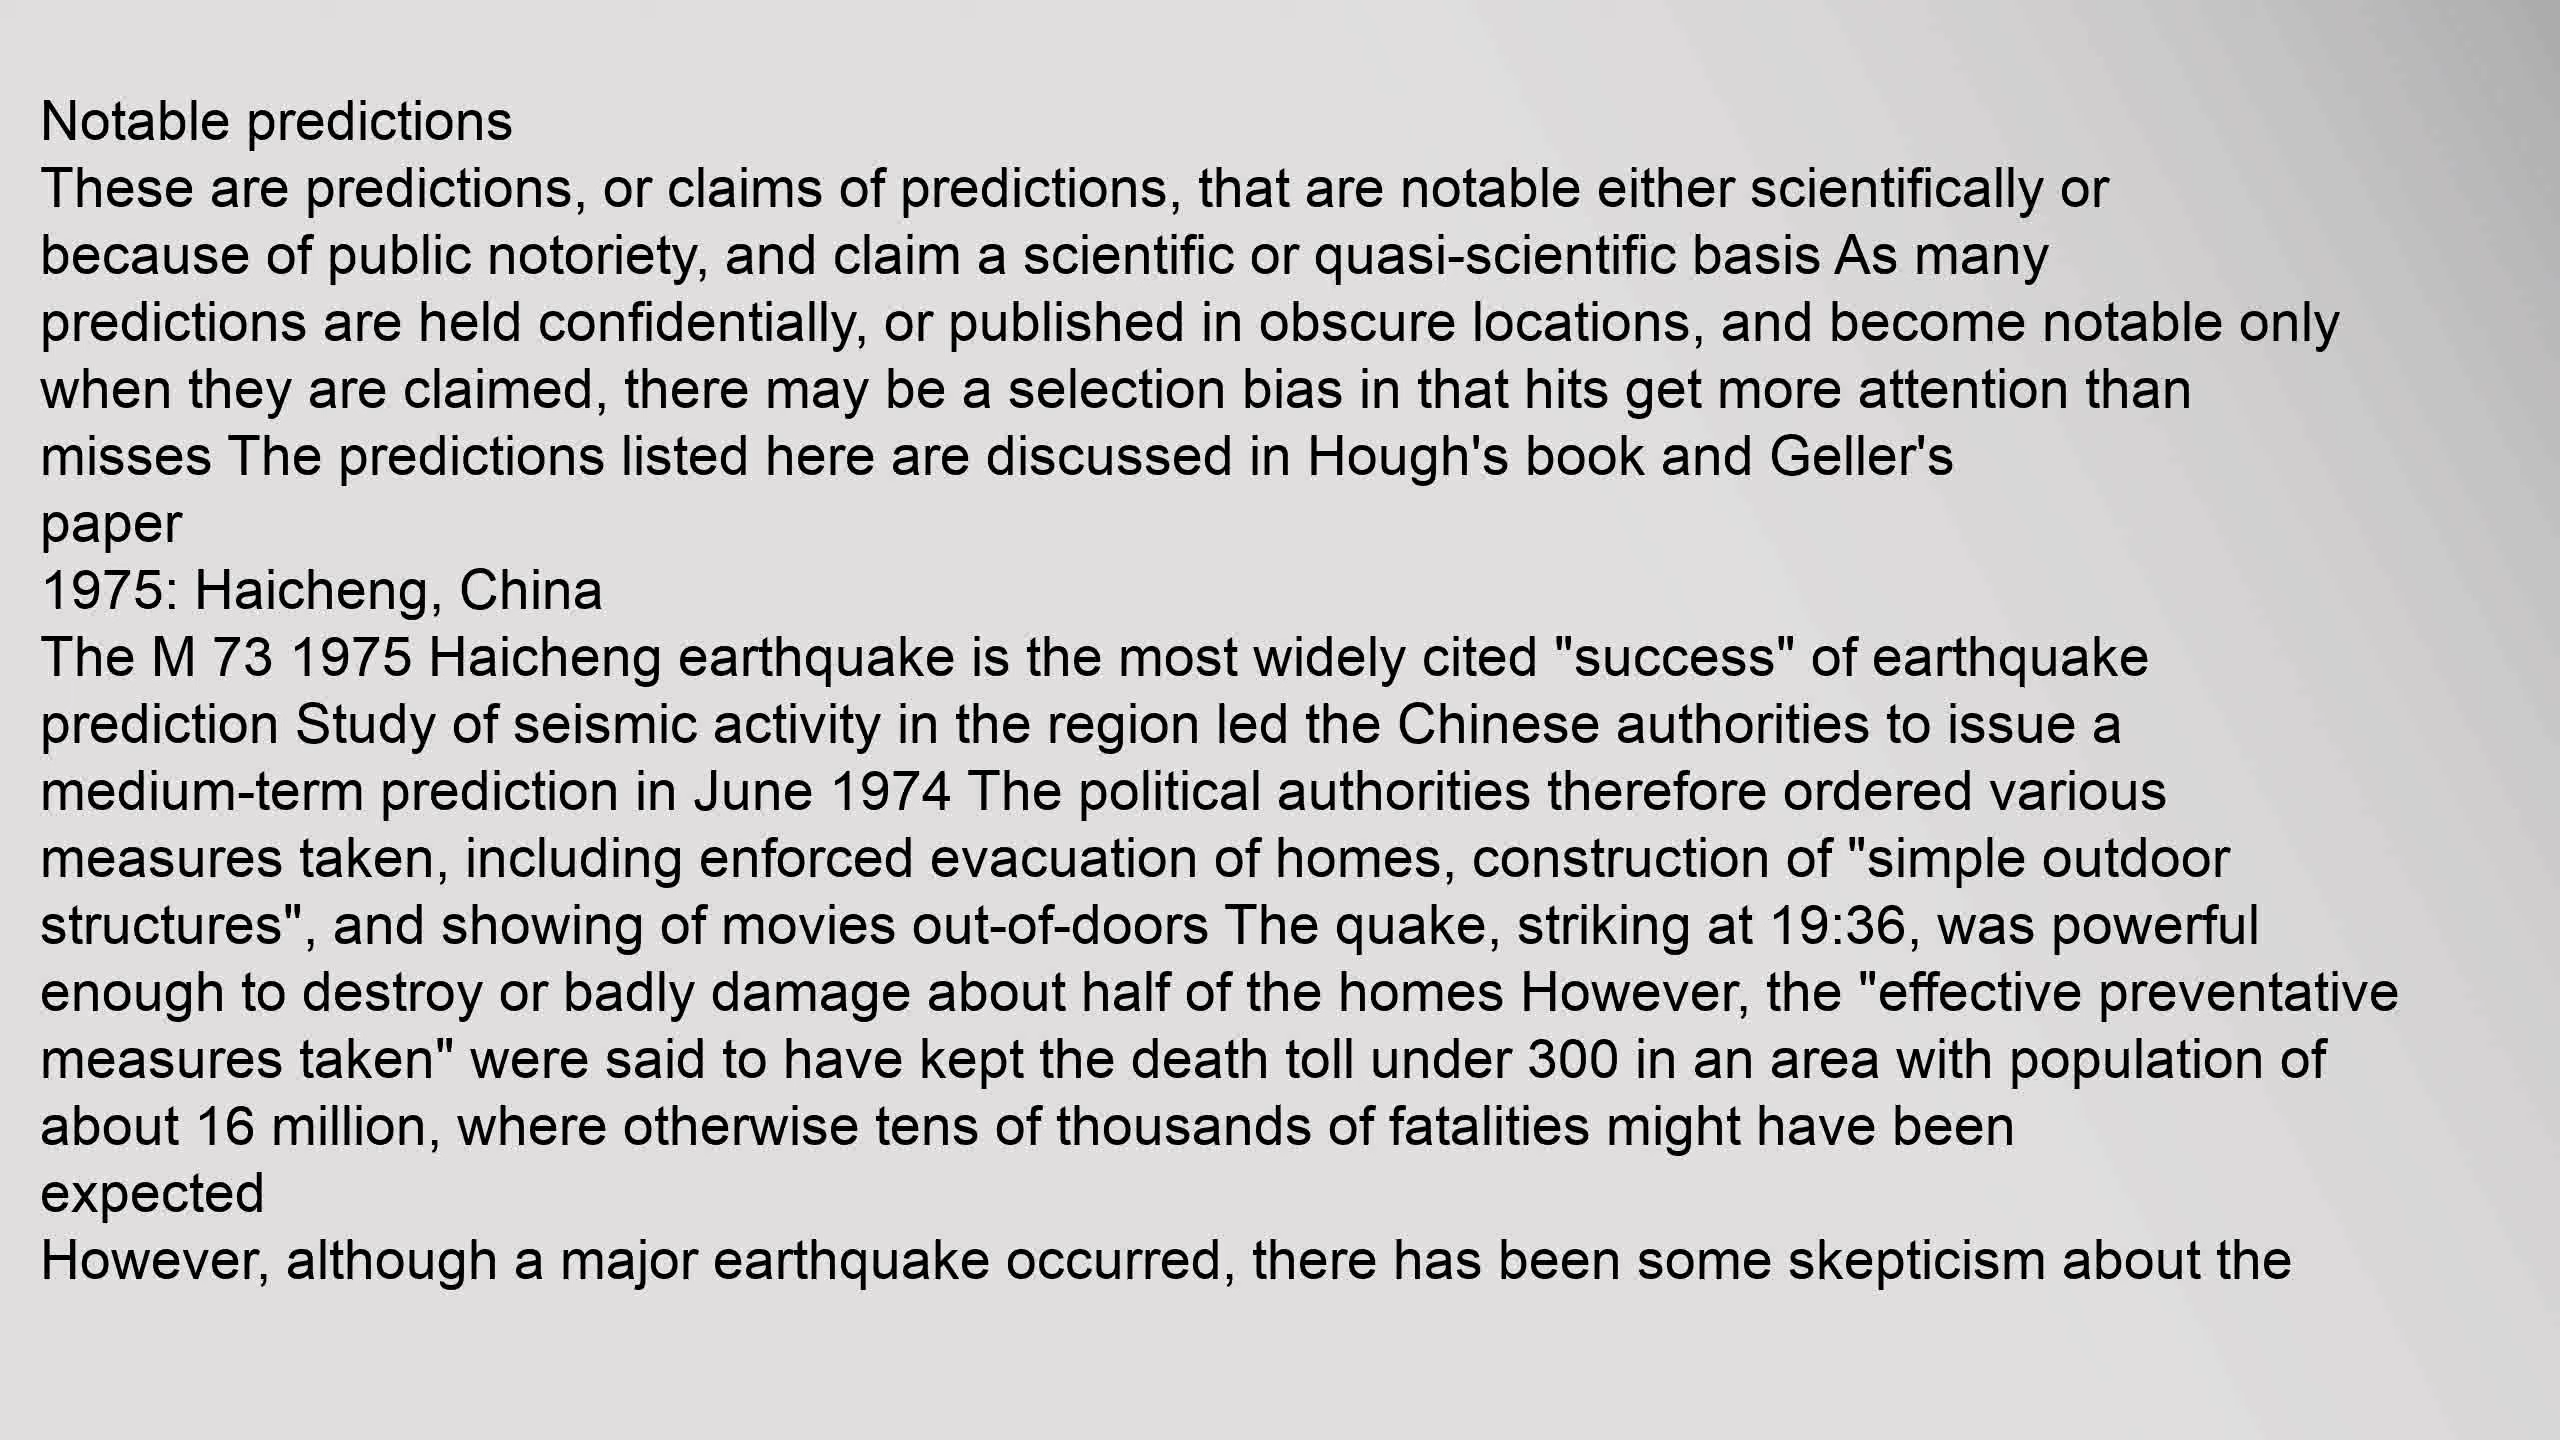 Notable predictions
These are predictions, or claims of predictions, that are notable either scientifically or
because of public notoriety, and claim a scientific or quasi-scientific basis As many
predictions are held confidentially, or published in obscure locations, and become notable only
when they are claimed, there may be a selection bias in that hits get more attention than
misses The predictions listed here are discussed in Hough's book and Geller's
paper
1975: Haicheng, China
The M 73 1975 Haicheng earthquake is the most widely cited "success" of earthquake
prediction Study of seismic activity in the region led the Chinese authorities to issue a
medium-term prediction in June 1974 The political authorities therefore ordered various
measures taken, including enforced evacuation of homes, construction of "simple outdoor
structures", and showing of movies out-of-doors The quake, striking at 19:36, was powerful
enough to destroy or badly damage about half of the homes However, the "effective preventative
measures taken" were said to have kept the death toll under 300 in an area with population of
about 16 million, where otherwise tens of thousands of fatalities might have been
expected
However, although a major earthquake occurred, there has been some skepticism about the